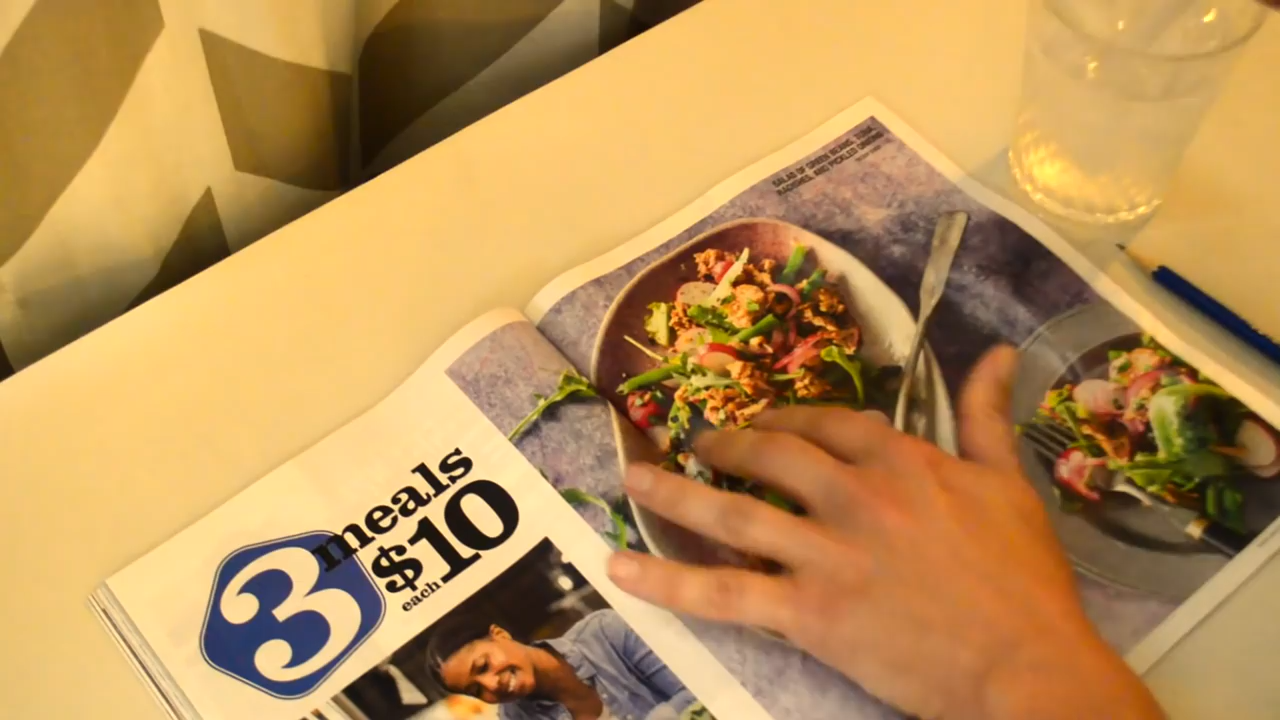 3 meals
$10
each
SALAD OF GREEN BEANS, TUNA,
RADISHES, AND PICKLED ONIONS